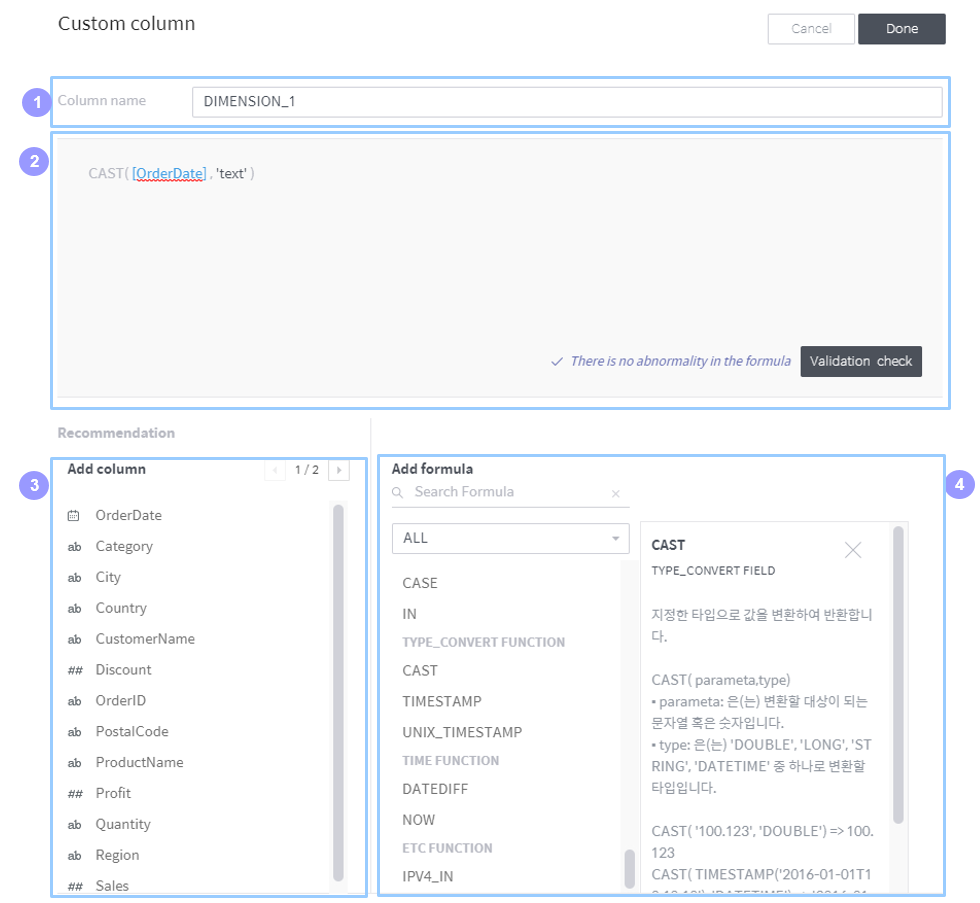 Custom column
Cancel
Done
1
Column name
DIMENSION_1
2
CAST( [OrderDate] , 'text' )
There is no abnormality in the formula
Validation check
Recommendation
3
Add column
1 / 2
OrderDate
ab Category
ab City
ab Country
ab CustomerName
## Discount
ab OrderID
ab PostalCode
ab ProductName
## Profit
ab Quantity
ab Region
## Sales
4
Add formula
Search Formula
ALL
CASE
IN
TYPE_CONVERT FUNCTION
CAST
TIMESTAMP
UNIX_TIMESTAMP
TIME FUNCTION
DATEDIFF
NOW
ETC FUNCTION
IPV4_IN
CAST
TYPE_CONVERT FIELD
지정한 타입으로 값을 변환하여 반환합니
다.
CAST( parameta,type)
• parameta: 은(는) 변환할 대상이 되는
문자열 혹은 숫자입니다.
• type: 은(는) 'DOUBLE', 'LONG', 'ST
RING', 'DATETIME' 중 하나로 변환할
타입입니다.
CAST( '100.123', 'DOUBLE') => 100.
123
CAST( TIMESTAMP('2016-01-01T1